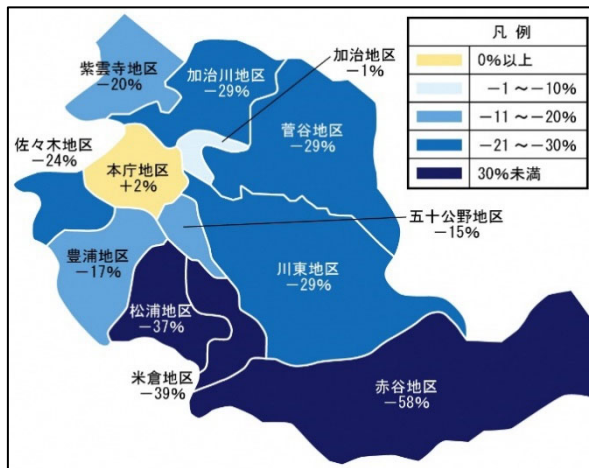 凡例
0%以上
−1～−10%
−11～−20%
−21～−30%
30%未満
紫雲寺地区
−20%
加治川地区
−29%
加治地区
−1%
菅谷地区
−29%
佐々木地区
−24%
本庁地区
+2%
五十公野地区
−15%
豊浦地区
−17%
川東地区
−29%
松浦地区
−37%
米倉地区
−39%
赤谷地区
−58%